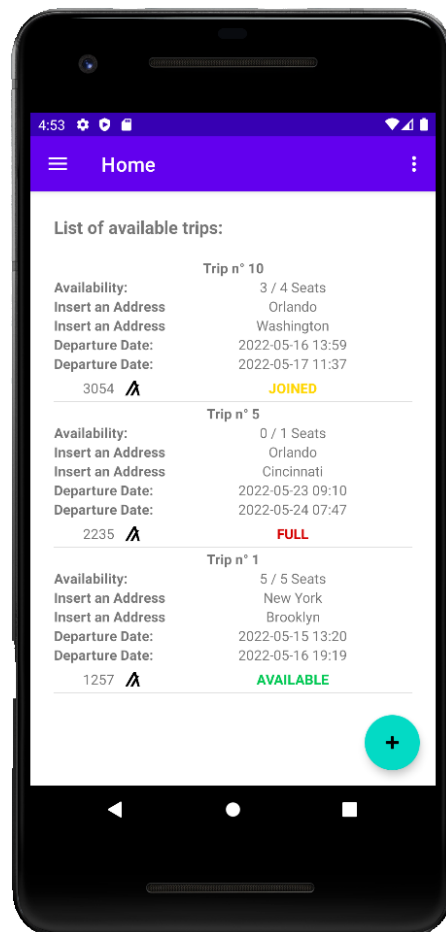 4:53
Home
List of available trips:
Trip n° 10
Availability: 3 / 4 Seats
Insert an Address Orlando
Insert an Address Washington
Departure Date: 2022-05-16 13:59
Departure Date: 2022-05-17 11:37
3054 JOINED
Trip n° 5
Availability: 0 / 1 Seats
Insert an Address Orlando
Insert an Address Cincinnati
Departure Date: 2022-05-23 09:10
Departure Date: 2022-05-24 07:47
2235 FULL
Trip n° 1
Availability: 5 / 5 Seats
Insert an Address New York
Insert an Address Brooklyn
Departure Date: 2022-05-15 13:20
Departure Date: 2022-05-16 19:19
1257 AVAILABLE
+